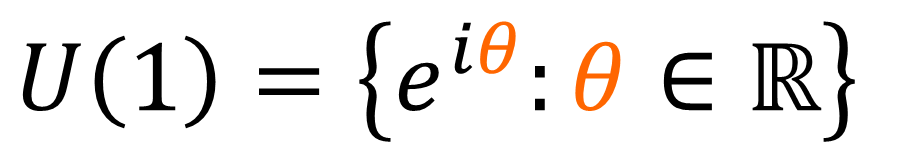 U(1) = {e^{iθ} : θ ∈ ℝ}